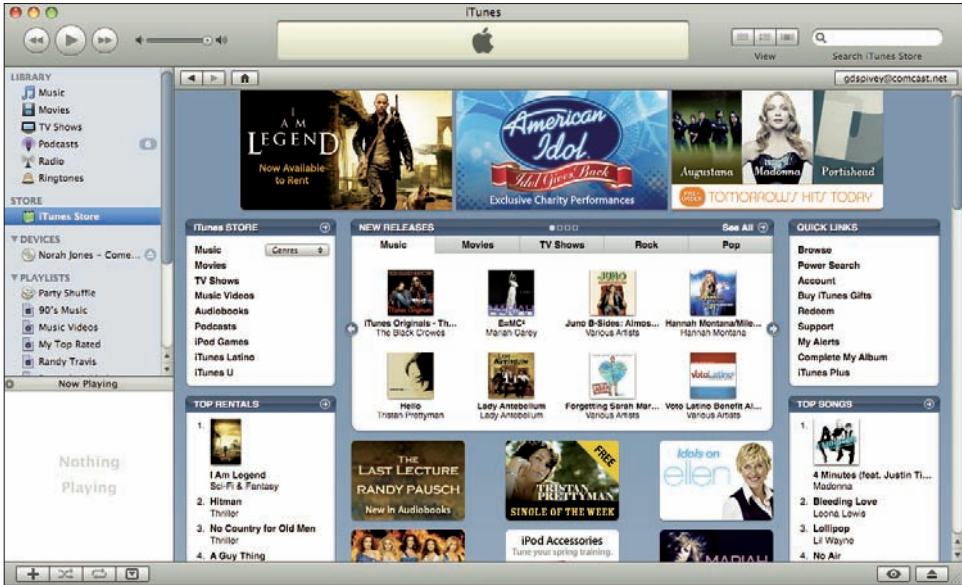 iTunes
View
Search iTunes Store
LIBRARY
Music
Movies
TV Shows
Podcasts
6
Radio
Ringtones
STORE
iTunes Store
DEVICES
Norah Jones - Come...
PLAYLISTS
Party Shuffle
90's Music
Music Videos
My Top Rated
Randy Travis
Now Playing
Nothing
Playing
gdspivey@comcast.net
I
AM
LEGEND
Now Available
to Rent
American
Idol
Idol Gives Back
Exclusive Charity Performances
Augustana
Madonna
Portishead
PRE-
ORDER
TOMORROW'S HITS TODAY
iTunes STORE
Music
Genres
Movies
TV Shows
Music Videos
Audiobooks
Podcasts
iPod Games
iTunes Latino
iTunes U
NEW RELEASES
See All
Music Movies TV Shows Rock Pop
iTunes Originals - Th...
The Black Crowes
E=MC²
Mariah Carey
JUNO
Juno B-Sides: Almos...
Various Artists
Hannah Montana/Mile...
Hannah Montana
Hello
Tristan Prettyman
Lady Antebellum
Lady Antebellum
Forgetting Sarah Mar...
Various Artists
VotoLatino
Voto Latino Benefit Al...
Various Artists
QUICK LINKS
Browse
Power Search
Account
Buy iTunes Gifts
Redeem
Support
My Alerts
Complete My Album
iTunes Plus
TOP RENTALS
1.
I Am Legend
Sci-Fi & Fantasy
2. Hitman
Thriller
3. No Country for Old Men
Thriller
4. A Guy Thing
THE
LAST LECTURE
RANDY PAUSCH
New in Audiobooks
FREE
TRISTAN
PRETTYMAN
SINGLE OF THE WEEK
Idols on
ellen
iPod Accessories
Tune your spring training.
MARIAH
TOP SONGS
1.
4 Minutes (feat. Justin Ti...
Madonna
2. Bleeding Love
Leona Lewis
3. Lollipop
Lil Wayne
4. No Air